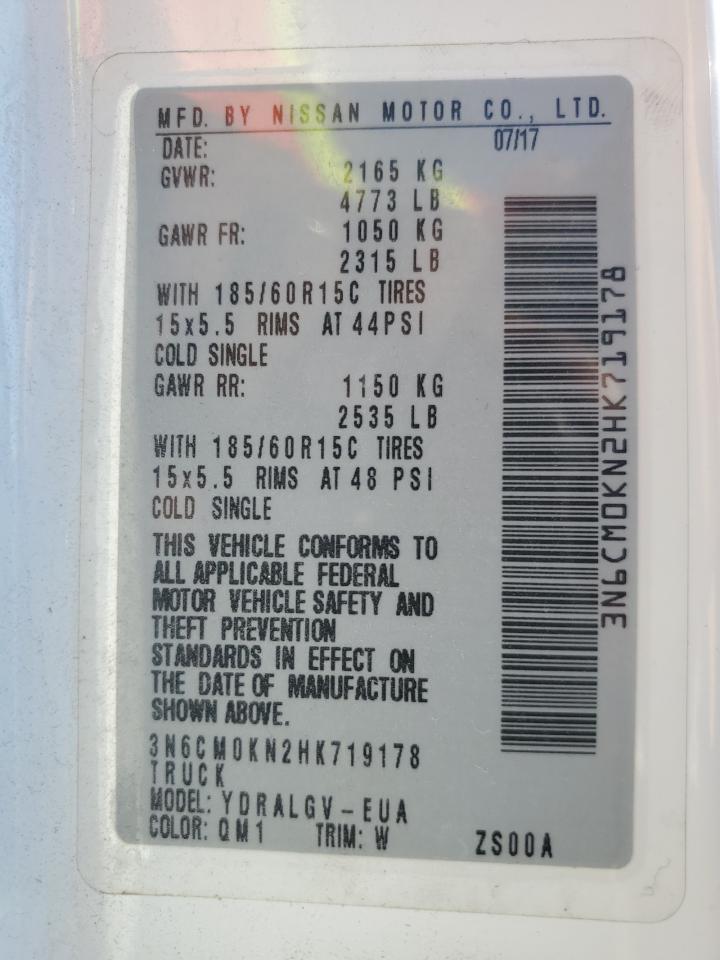 MFD. BY NISSAN MOTOR CO., LTD.
DATE: 07/17
GVWR: 2165 KG
4773 LB
GAWR FR: 1050 KG
2315 LB
WITH 185/60R15C TIRES
15x5.5 RIMS AT 44PSI
COLD SINGLE
GAWR RR: 1150 KG
2535 LB
WITH 185/60R15C TIRES
15x5.5 RIMS AT 48 PSI
COLD SINGLE
THIS VEHICLE CONFORMS TO
ALL APPLICABLE FEDERAL
MOTOR VEHICLE SAFETY AND
THEFT PREVENTION
STANDARDS IN EFFECT ON
THE DATE OF MANUFACTURE
SHOWN ABOVE.
3N6CM0KN2HK719178
TRUCK
MODEL: YDRALGV-EUA
COLOR: QM1 TRIM: W ZS00A
3N6CM0KN2HK719178